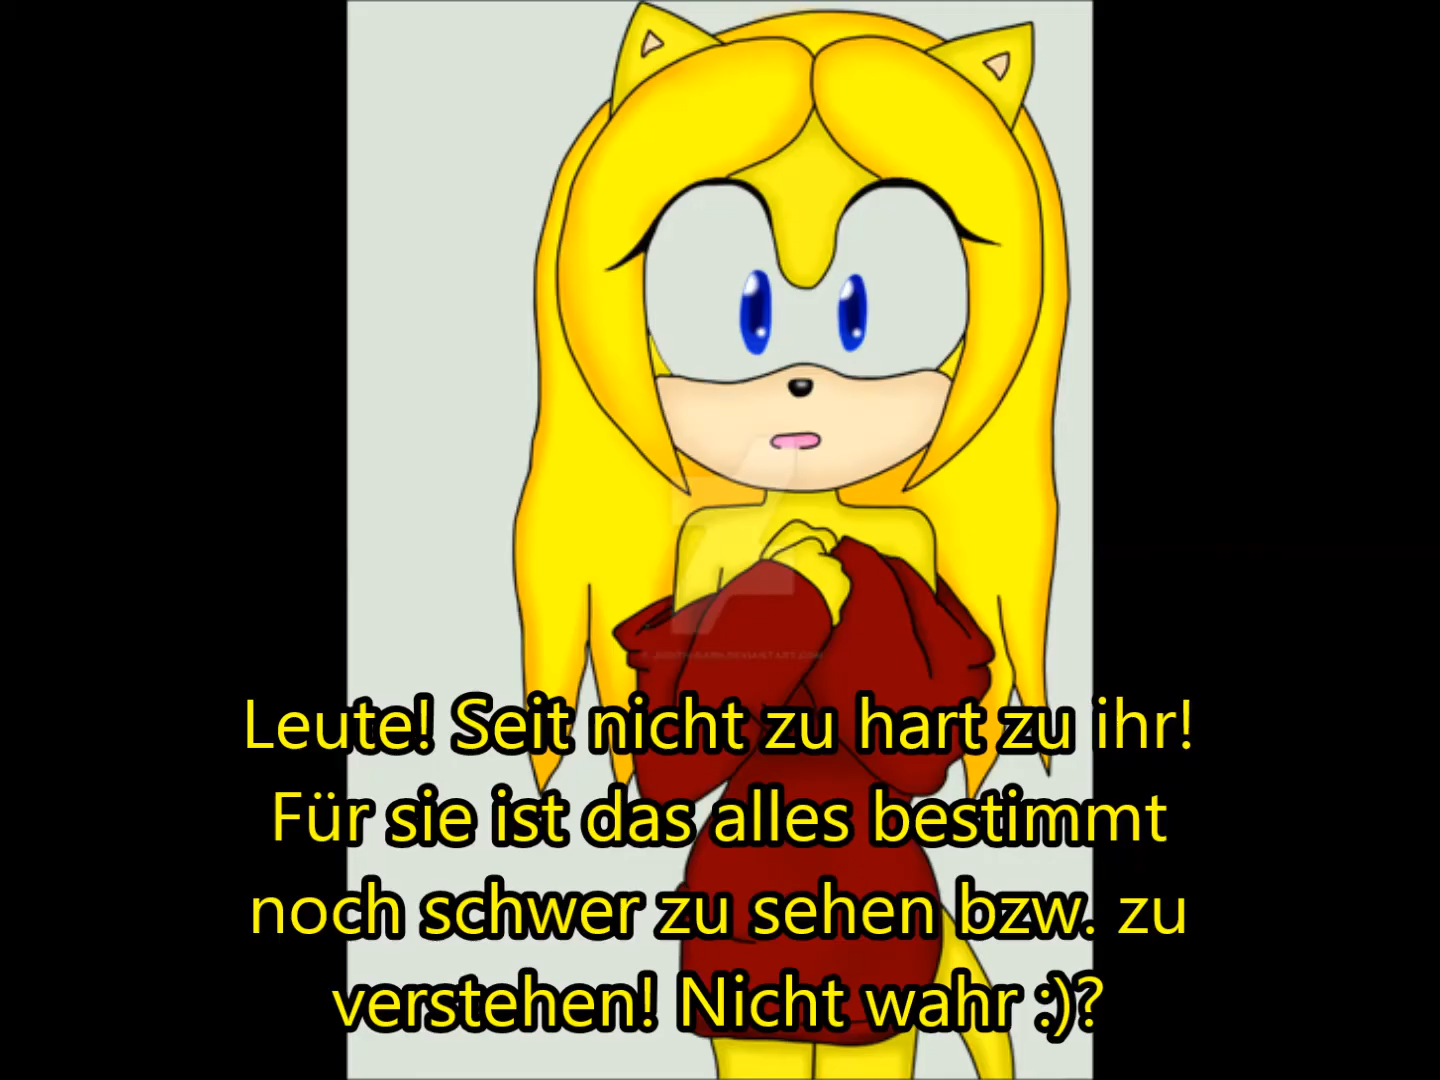 Leute! Seit nicht zu hart zu ihr!
Für sie ist das alles bestimmt
noch schwer zu sehen bzw. zu
verstehen! Nicht wahr :)?